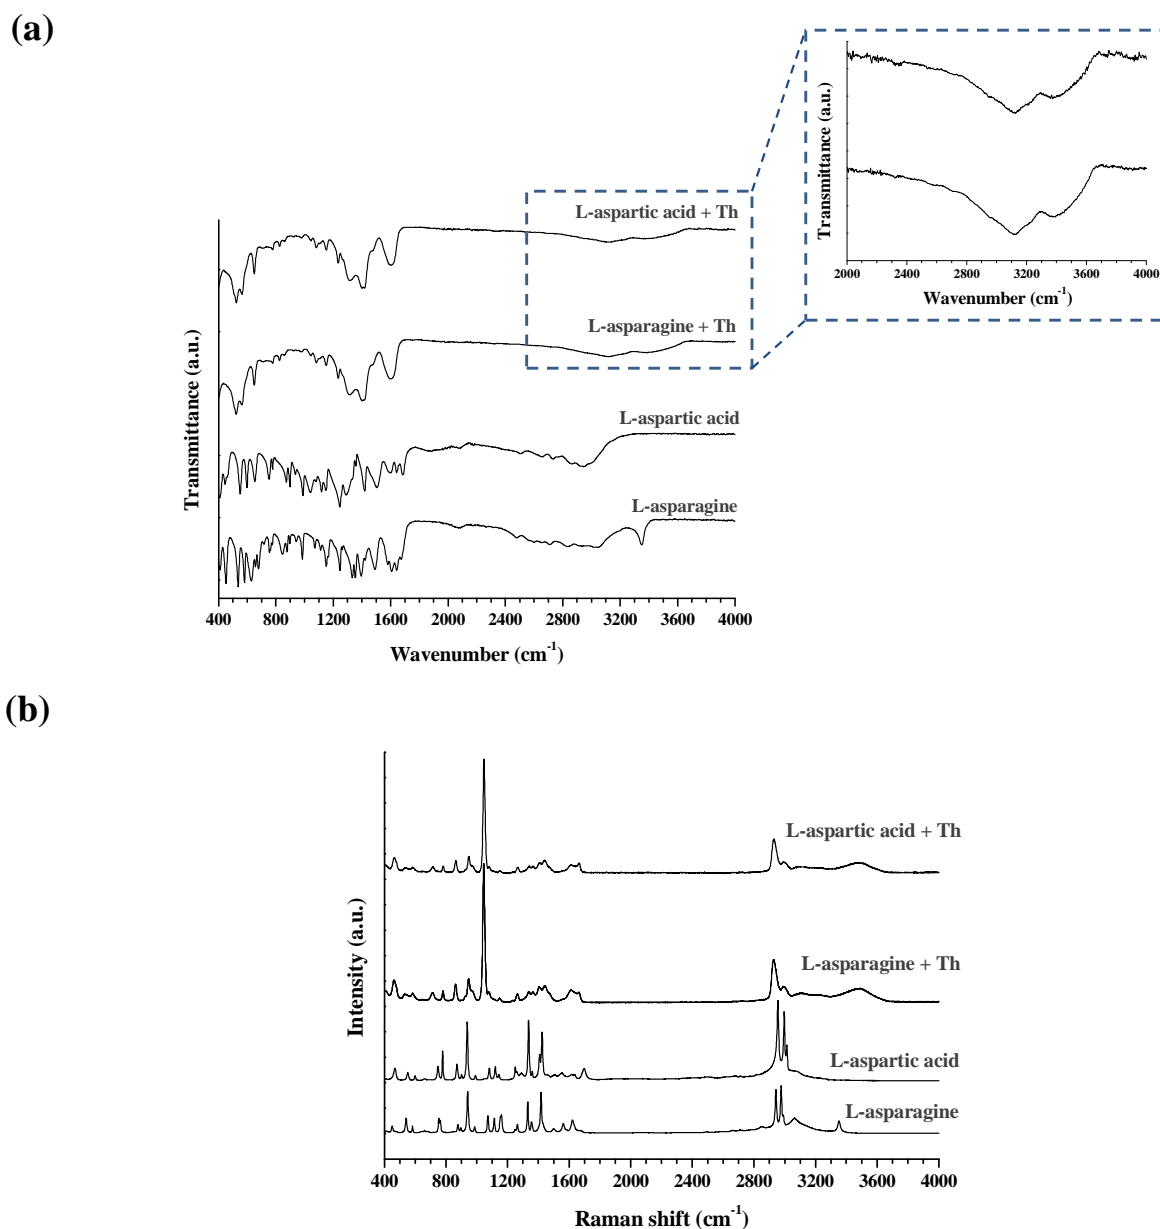 (a)
L-aspartic acid + Th
L-asparagine + Th
L-aspartic acid
L-asparagine
Transmittance (a.u.)
400 800 1200 1600 2000 2400 2800 3200 3600 4000
Wavenumber (cm⁻¹)
Transmittance (a.u.)
2000 2400 2800 3200 3600 4000
Wavenumber (cm⁻¹)
(b)
L-aspartic acid + Th
L-asparagine + Th
L-aspartic acid
L-asparagine
Intensity (a.u.)
400 800 1200 1600 2000 2400 2800 3200 3600 4000
Raman shift (cm⁻¹)